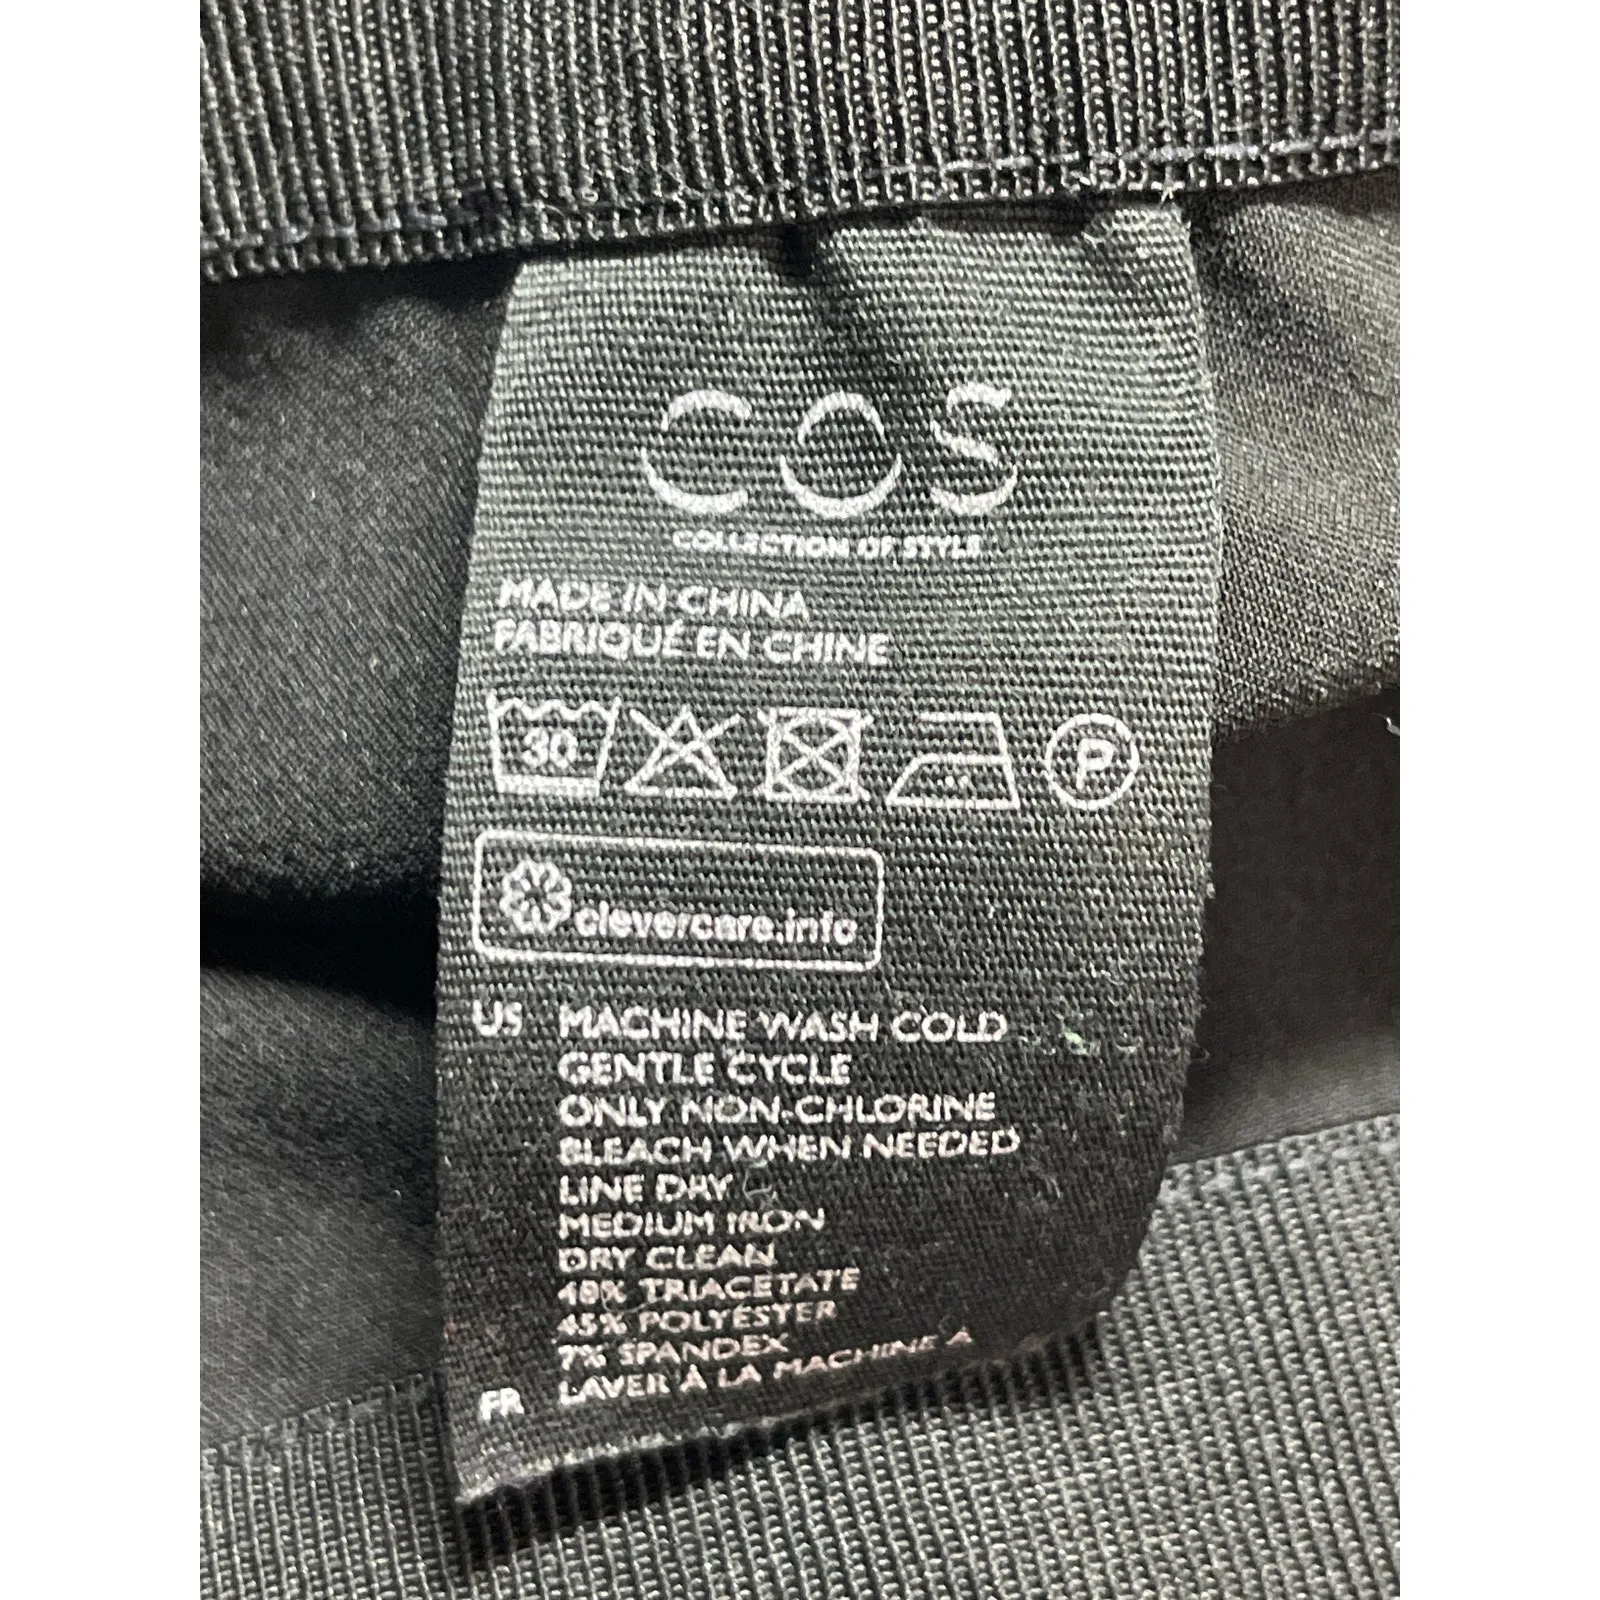 COS
COLLECTION OF STYLE
MADE IN CHINA
FABRIQUÉ EN CHINE
30 P
clevercare.info
US MACHINE WASH COLD
GENTLE CYCLE
ONLY NON-CHLORINE
BLEACH WHEN NEEDED
LINE DRY
MEDIUM IRON
DRY CLEAN
48% TRIACETATE
45% POLYESTER
7% SPANDEX
FR LAVER À LA MACHINE À